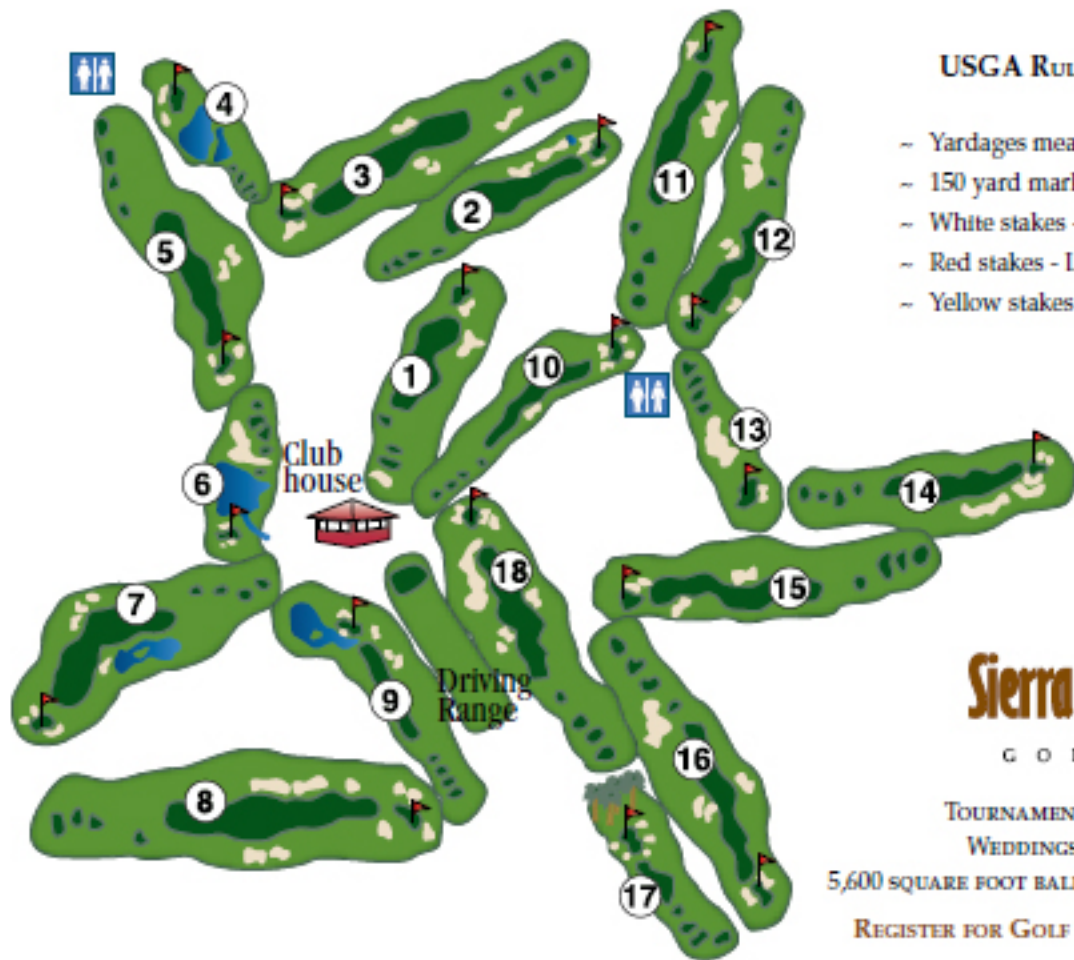 USGA RUL
~ Yardages mea
~ 150 yard mark
~ White stakes -
~ Red stakes - L
~ Yellow stakes
4
3
11
2
12
5
1
10
13
Club
house
6
14
18
15
7
Driving
Range
9
Sierra
G O
16
8
TOURNAMEN
WEDDINGS
5,600 SQUARE FOOT BAL
17
REGISTER FOR GOLF